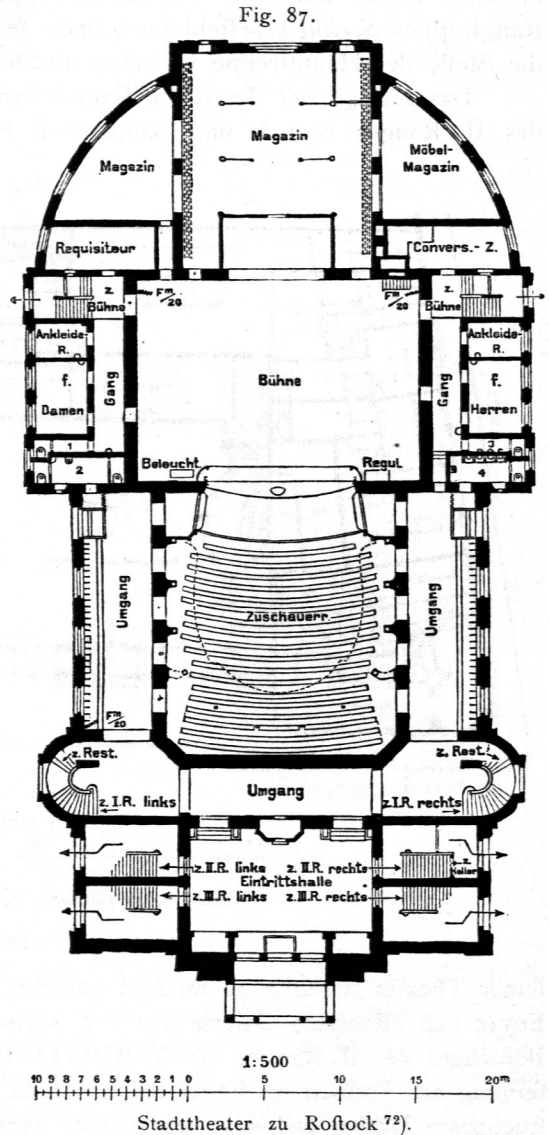 Fig. 87.
Magazin
Magazin
Möbel-
Magazin
Requisiteur
Convers.- Z.
z.
Bühne
Fm/20
Fm/20
z.
Bühne
Ankleide-
R.
Ankleide-
R.
f.
Damen
Gang
Bühne
Gang
f.
Herren
1
2
3
4
Beleucht.
Regul.
Umgang
Zuschauerr.
Umgang
Fm/20
z. Rest.
z. Rest.
Umgang
z. I. R. links
z. I. R. rechts
z. II. R. links
z. II. R. rechts
z.
Keller
Eintrittshalle
z. III. R. links
z. III. R. rechts
1:500
10 9 8 7 6 5 4 3 2 1 0 5 10 15 20m
Stadttheater zu Roſtock⁷²).